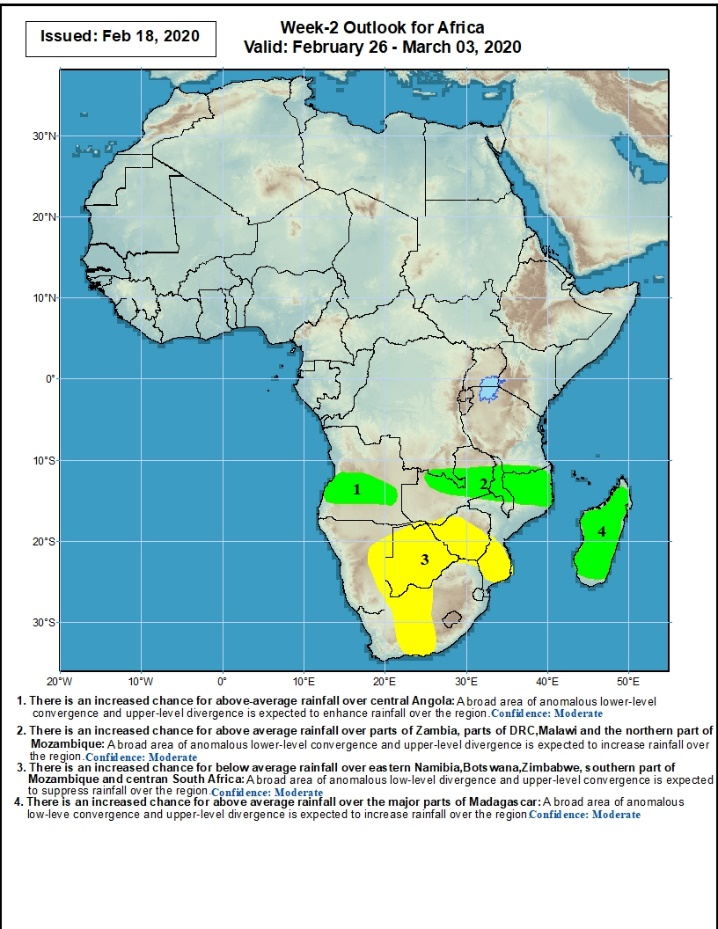 Issued: Feb 18, 2020
Week-2 Outlook for Africa
Valid: February 26 - March 03, 2020
30°N
20°N
10°N
0°
10°S
20°S
30°S
1
2
3
4
20°W
10°W
0°
10°E
20°E
30°E
40°E
50°E
1. There is an increased chance for above-average rainfall over central Angola: A broad area of anomalous lower-level
convergence and upper-level divergence is expected to enhance rainfall over the region. Confidence: Moderate
2. There is an increased chance for above average rainfall over parts of Zambia, parts of DRC,Malawi and the northern part of
Mozambique: A broad area of anomalous lower-level convergence and upper-level divergence is expected to increase rainfall over
the region. Confidence: Moderate
3. There is an increased chance for below average rainfall over eastern Namibia,Botswana,Zimbabwe, southern part of
Mozambique and centran South Africa: A broad area of anomalous low-level divergence and upper-level convergence is expected
to suppress rainfall over the region. Confidence: Moderate
4. There is an increased chance for above average rainfall over the major parts of Madagascar: A broad area of anomalous
low-leve convergence and upper-level divergence is expected to increase rainfall over the region Confidence: Moderate